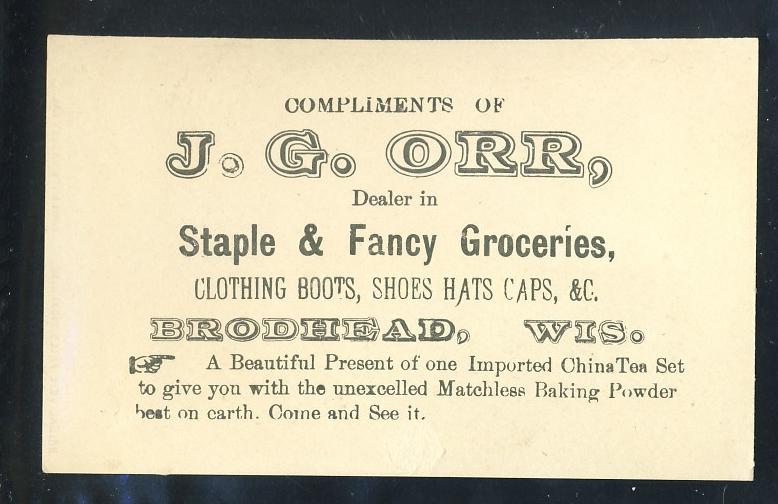 COMPLIMENTS OF
J. G. ORR,
Dealer in
Staple & Fancy Groceries,
CLOTHING BOOTS, SHOES HATS CAPS, &C.
BRODHEAD, WIS.
☞ A Beautiful Present of one Imported China Tea Set
to give you with the unexcelled Matchless Baking Powder
best on earth. Come and See it.